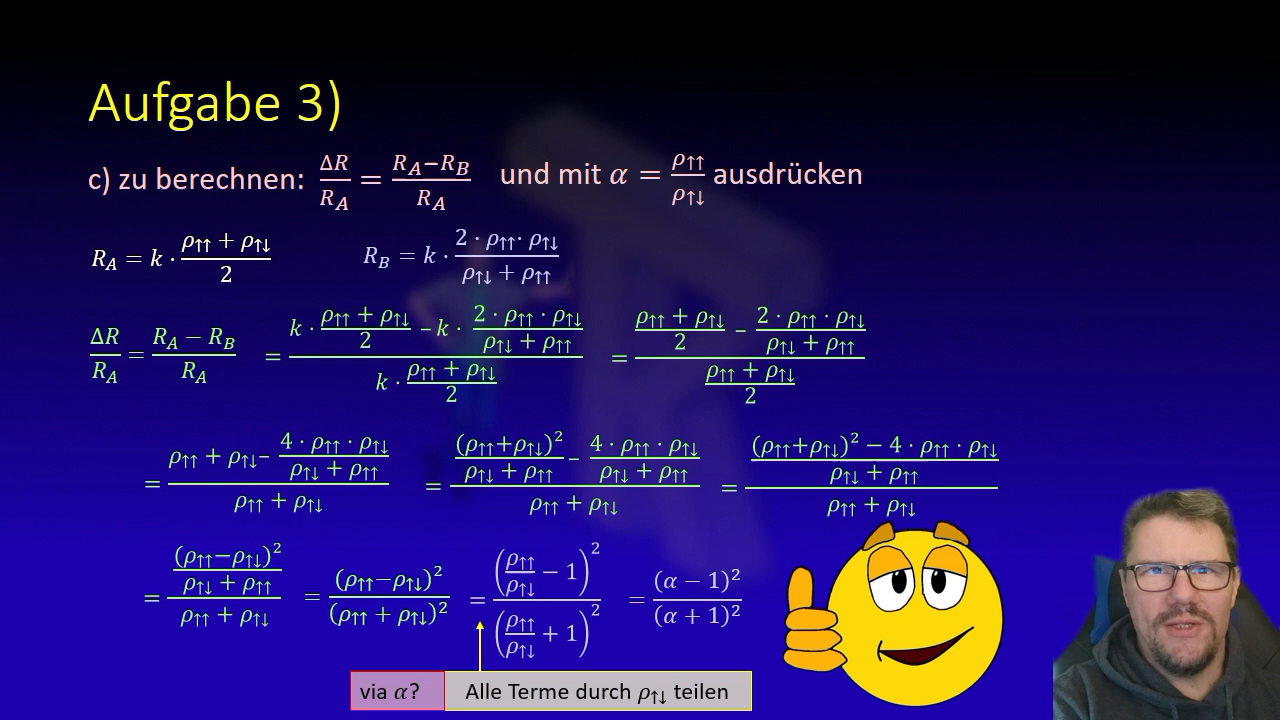 Aufgabe 3)
c) zu berechnen: ΔR/R_A = (R_A−R_B)/R_A und mit α = ρ↑↑/ρ↑↓ ausdrücken
R_A = k · (ρ↑↑ + ρ↑↓)/2 R_B = k · (2 · ρ↑↑· ρ↑↓)/(ρ↑↓ + ρ↑↑)
ΔR/R_A = (R_A − R_B)/R_A = (k · (ρ↑↑ + ρ↑↓)/2 – k · (2 · ρ↑↑ · ρ↑↓)/(ρ↑↓ + ρ↑↑))/(k · (ρ↑↑ + ρ↑↓)/2) = ((ρ↑↑ + ρ↑↓)/2 – (2 · ρ↑↑ · ρ↑↓)/(ρ↑↓ + ρ↑↑))/((ρ↑↑ + ρ↑↓)/2)
= (ρ↑↑ + ρ↑↓– (4 · ρ↑↑ · ρ↑↓)/(ρ↑↓ + ρ↑↑))/(ρ↑↑ + ρ↑↓) = ((ρ↑↑+ρ↑↓)²/(ρ↑↓ + ρ↑↑) – (4 · ρ↑↑ · ρ↑↓)/(ρ↑↓ + ρ↑↑))/(ρ↑↑ + ρ↑↓) = (((ρ↑↑+ρ↑↓)² − 4 · ρ↑↑ · ρ↑↓)/(ρ↑↓ + ρ↑↑))/(ρ↑↑ + ρ↑↓)
= ((ρ↑↑−ρ↑↓)²/(ρ↑↓ + ρ↑↑))/(ρ↑↑ + ρ↑↓) = (ρ↑↑−ρ↑↓)²/(ρ↑↑ + ρ↑↓)² = (ρ↑↑/ρ↑↓ − 1)²/(ρ↑↑/ρ↑↓ + 1)² = (α − 1)²/(α + 1)²
via α? Alle Terme durch ρ↑↓ teilen